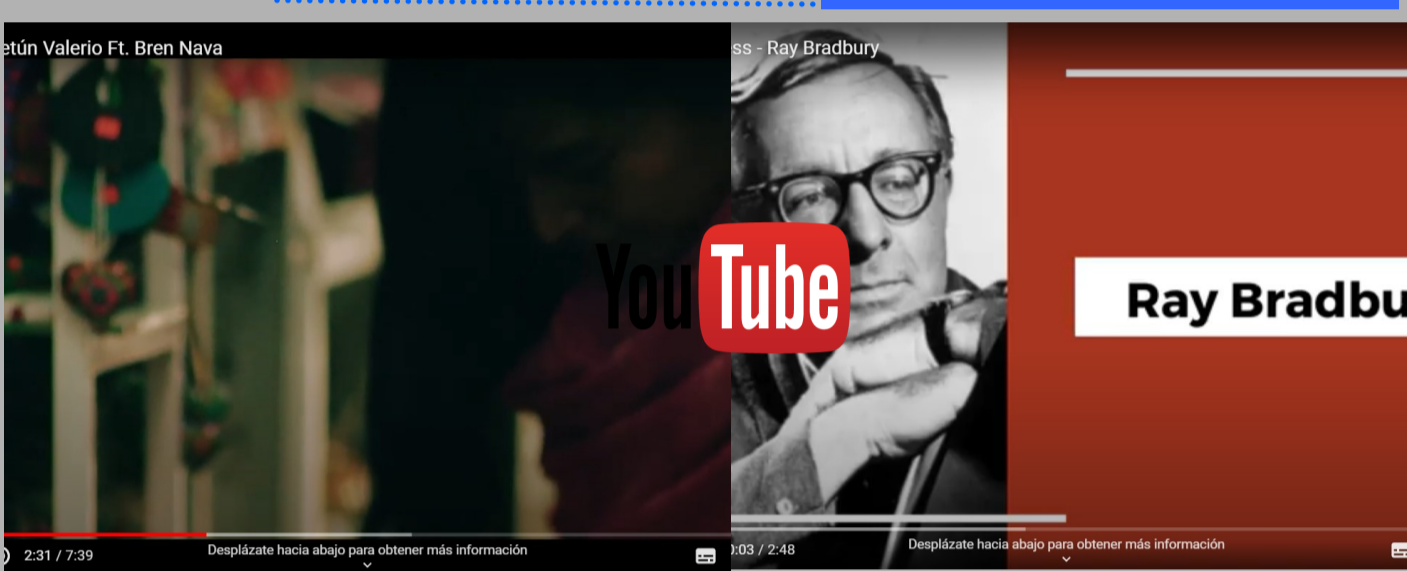 etún Valerio Ft. Bren Nava
ss - Ray Bradbury
YouTube
Ray Bradbu
2:31 / 7:39
Desplázate hacia abajo para obtener más información
0:03 / 2:48
Desplázate hacia abajo para obtener más información